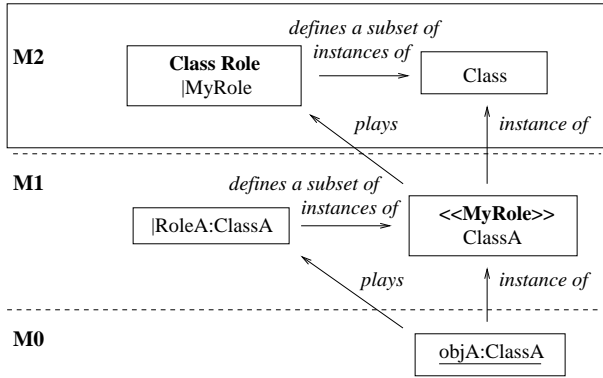 defines a subset of
instances of
M2
Class Role
|MyRole
Class
plays
instance of
M1
defines a subset of
instances of
|RoleA:ClassA
<<MyRole>>
ClassA
plays
instance of
M0
objA:ClassA